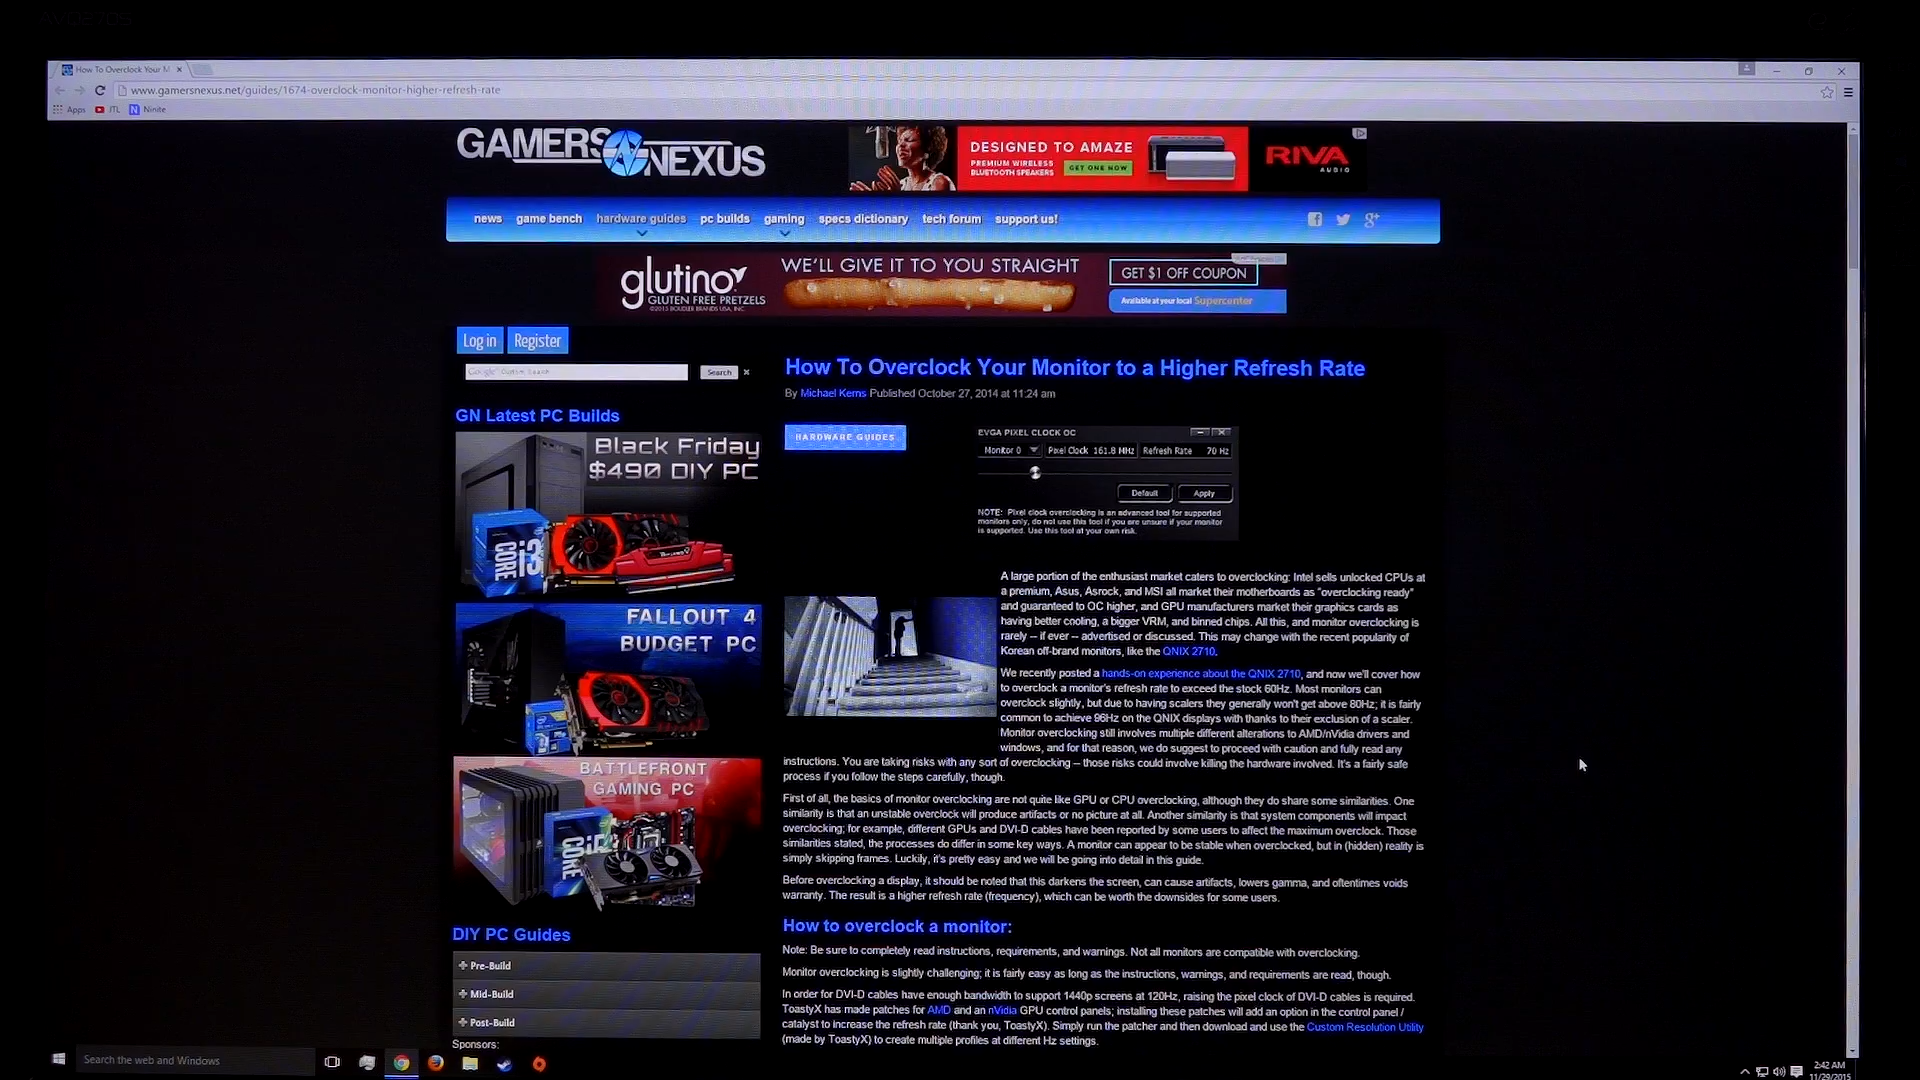 How To Overclock Your M
www.gamersnexus.net/guides/1674-overclock-monitor-higher-refresh-rate
Apps JTL Ninite
GAMERS NEXUS
DESIGNED TO AMAZE
PREMIUM WIRELESS
BLUETOOTH SPEAKERS
GET ONE NOW
RIVA
AUDIO
news game bench hardware guides pc builds gaming specs dictionary tech forum support us!
glutino
GLUTEN FREE PRETZELS
©2015 BOULDER BRANDS USA, INC.
WE'LL GIVE IT TO YOU STRAIGHT
GET $1 OFF COUPON
Available at your local Supercenter
Log in Register
Google Custom Search
Search
How To Overclock Your Monitor to a Higher Refresh Rate
By Michael Kerns Published October 27, 2014 at 11:24 am
GN Latest PC Builds
Black Friday
$490 DIY PC
CORE i3
FALLOUT 4
BUDGET PC
BATTLEFRONT
GAMING PC
CORE i5
DIY PC Guides
Pre-Build
Mid-Build
Post-Build
Sponsors:
HARDWARE GUIDES
EVGA PIXEL CLOCK OC
Monitor 0 Pixel Clock 161.8 MHz Refresh Rate 70 Hz
Default Apply
NOTE: Pixel clock overclocking is an advanced tool for supported
monitors only, do not use this tool if you are unsure if your monitor
is supported. Use this tool at your own risk.
A large portion of the enthusiast market caters to overclocking: Intel sells unlocked CPUs at
a premium, Asus, Asrock, and MSI all market their motherboards as "overclocking ready"
and guaranteed to OC higher, and GPU manufacturers market their graphics cards as
having better cooling, a bigger VRM, and binned chips. All this, and monitor overclocking is
rarely -- if ever -- advertised or discussed. This may change with the recent popularity of
Korean off-brand monitors, like the QNIX 2710.
We recently posted a hands-on experience about the QNIX 2710, and now we'll cover how
to overclock a monitor's refresh rate to exceed the stock 60Hz. Most monitors can
overclock slightly, but due to having scalers they generally won't get above 80Hz; it is fairly
common to achieve 96Hz on the QNIX displays with thanks to their exclusion of a scaler.
Monitor overclocking still involves multiple different alterations to AMD/nVidia drivers and
windows, and for that reason, we do suggest to proceed with caution and fully read any
instructions. You are taking risks with any sort of overclocking -- those risks could involve killing the hardware involved. It's a fairly safe
process if you follow the steps carefully, though.
First of all, the basics of monitor overclocking are not quite like GPU or CPU overclocking, although they do share some similarities. One
similarity is that an unstable overclock will produce artifacts or no picture at all. Another similarity is that system components will impact
overclocking; for example, different GPUs and DVI-D cables have been reported by some users to affect the maximum overclock. Those
similarities stated, the processes do differ in some key ways. A monitor can appear to be stable when overclocked, but in (hidden) reality is
simply skipping frames. Luckily, it's pretty easy and we will be going into detail in this guide.
Before overclocking a display, it should be noted that this darkens the screen, can cause artifacts, lowers gamma, and oftentimes voids
warranty. The result is a higher refresh rate (frequency), which can be worth the downsides for some users.
How to overclock a monitor:
Note: Be sure to completely read instructions, requirements, and warnings. Not all monitors are compatible with overclocking.
Monitor overclocking is slightly challenging; it is fairly easy as long as the instructions, warnings, and requirements are read, though.
In order for DVI-D cables have enough bandwidth to support 1440p screens at 120Hz, raising the pixel clock of DVI-D cables is required.
ToastyX has made patches for AMD and an nVidia GPU control panels; installing these patches will add an option in the control panel /
catalyst to increase the refresh rate (thank you, ToastyX). Simply run the patcher and then download and use the Custom Resolution Utility
(made by ToastyX) to create multiple profiles at different Hz settings.
Search the web and Windows
2:42 AM
11/29/2015